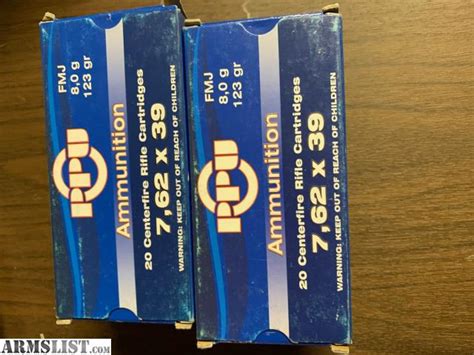 FMJ
8,0 g
123 gr
PPU
Ammunition
20 Centerfire Rifle Cartridges
7,62 x 39
WARNING: KEEP OUT OF REACH OF CHILDREN
FMJ
8,0 g
123 gr
PPU
Ammunition
20 Centerfire Rifle Cartridges
7,62 x 39
WARNING: KEEP OUT OF REACH OF CHILDREN
ARMSLIST.com